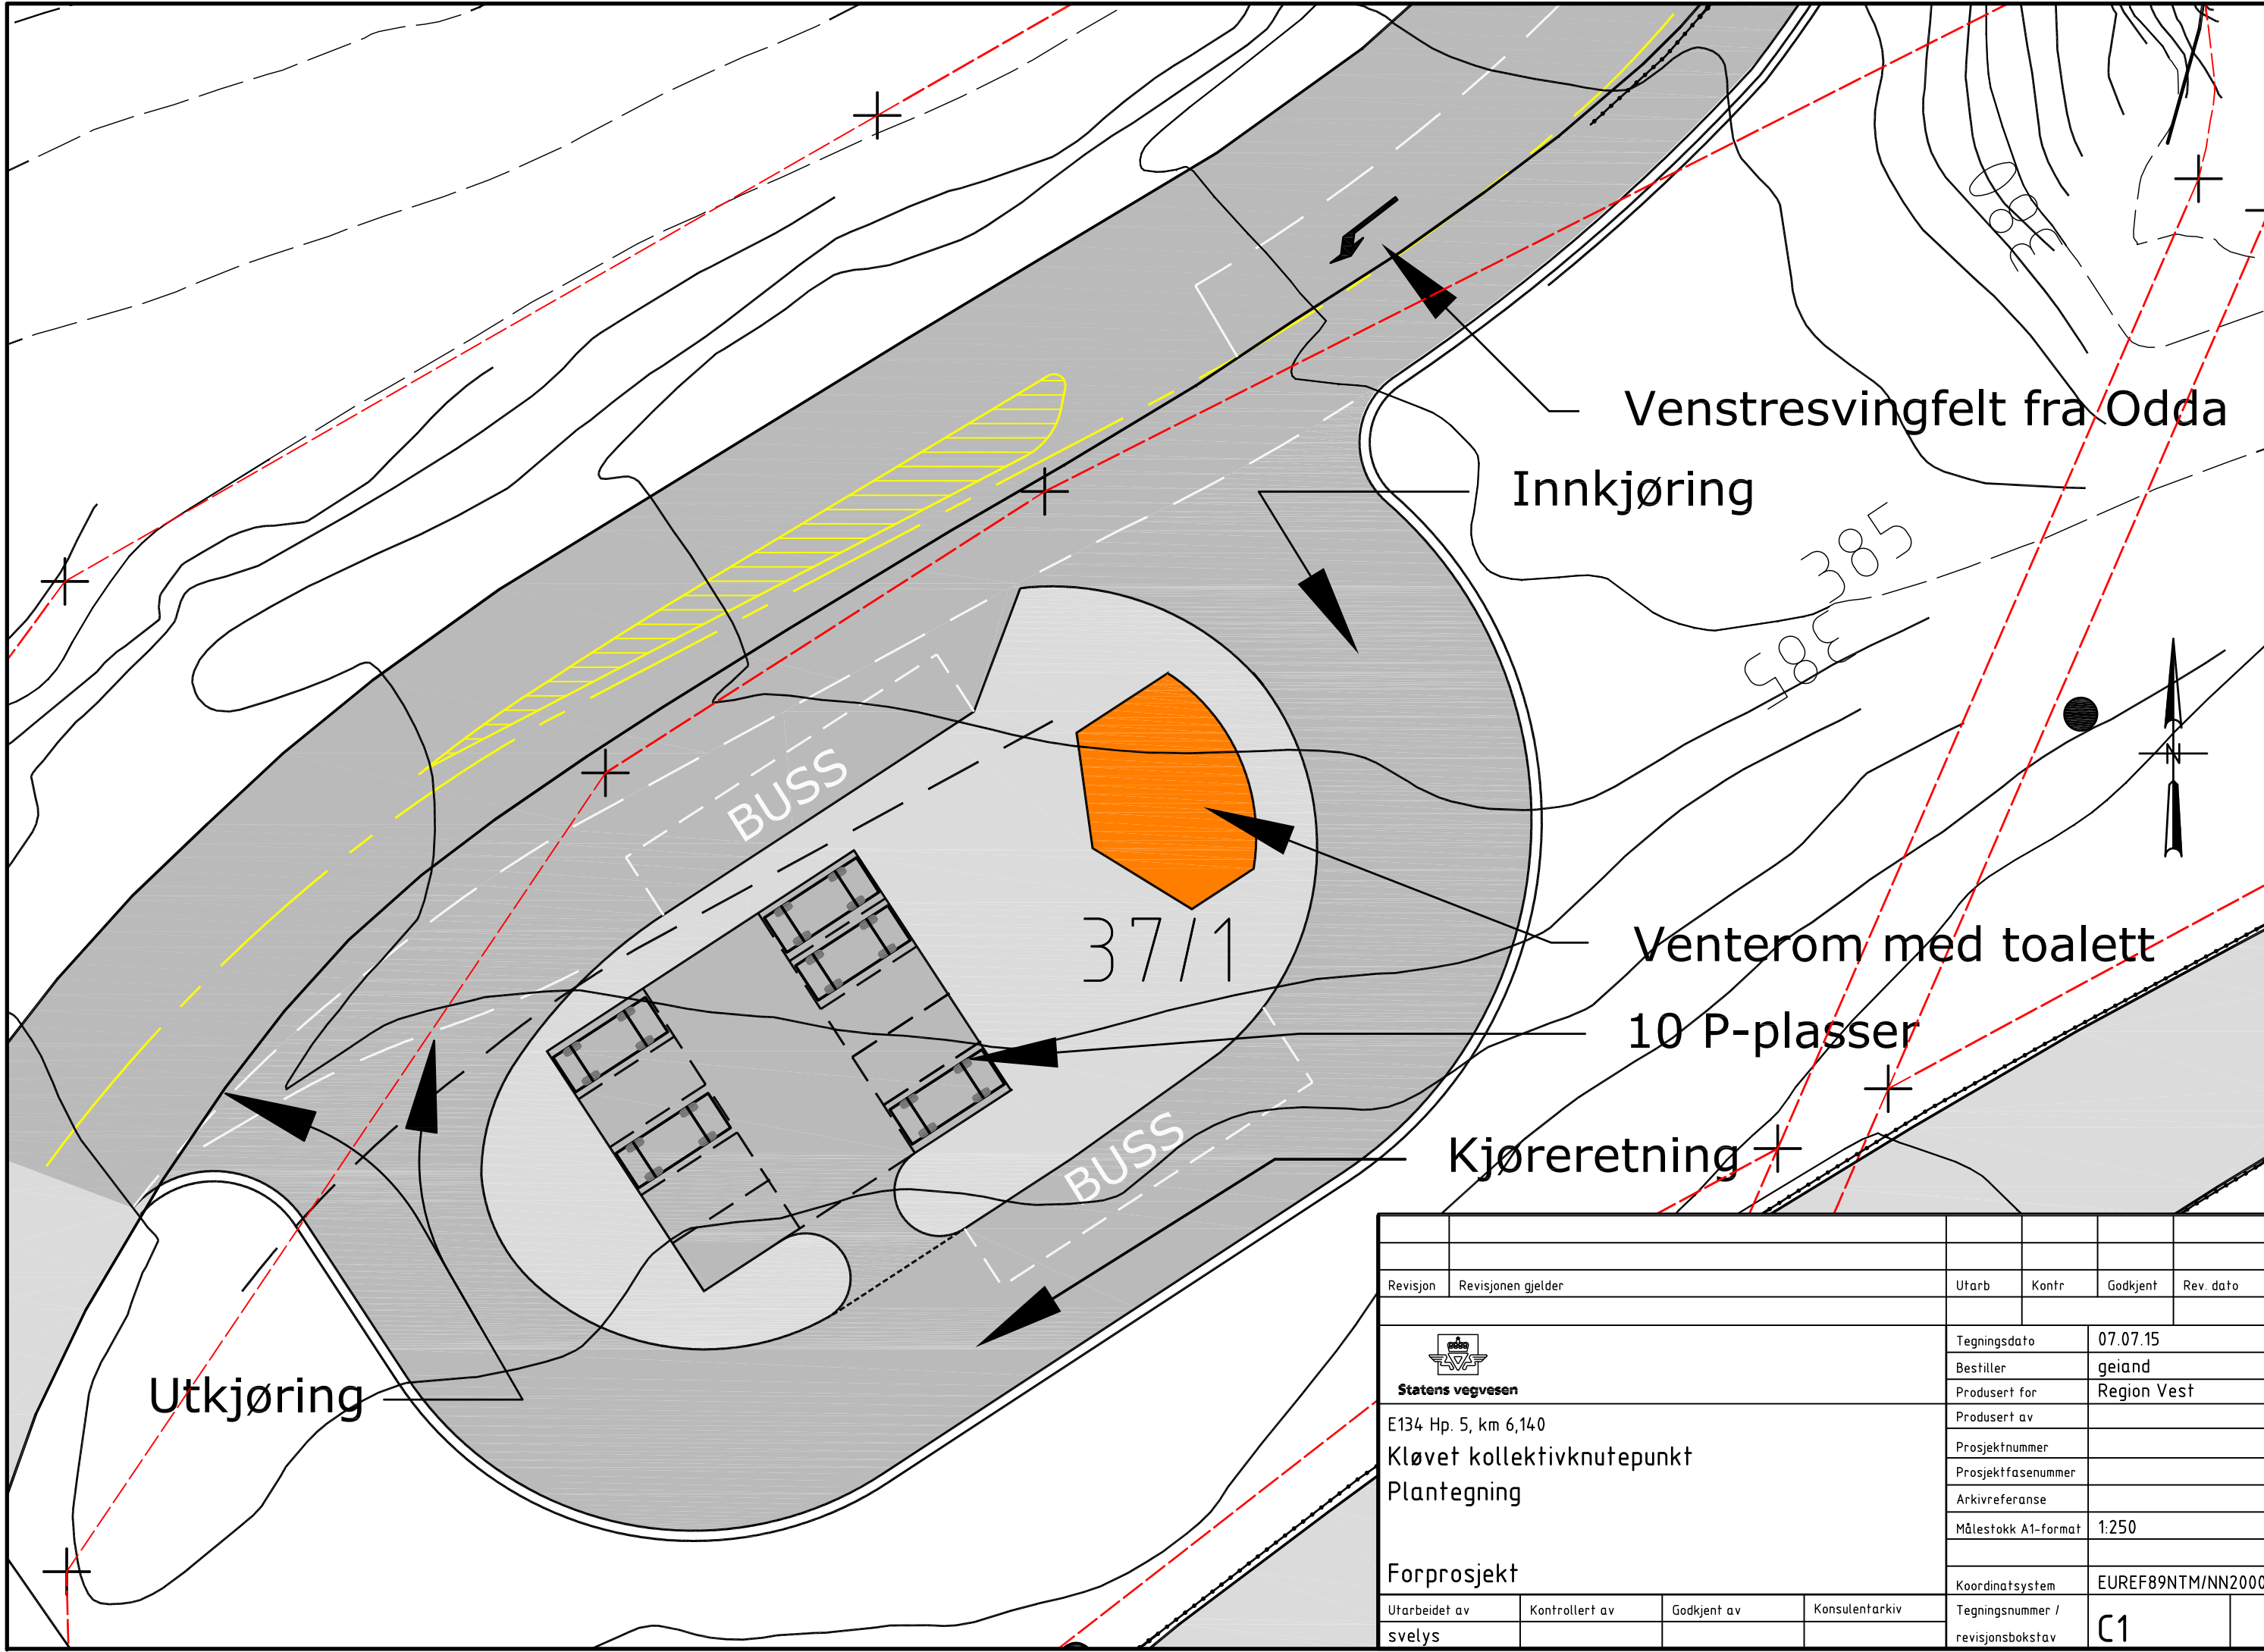 Venstresvingfelt fra Odda
Innkjøring
385
385
N
BUSS
37/1
Venterom med toalett
10 P-plasser
BUSS
Kjøreretning
Utkjøring
Revisjon Revisjonen gjelder Utarb Kontr Godkjent Rev. dato
Statens vegvesen
Tegningsdato 07.07.15
Bestiller geiand
Produsert for Region Vest
E134 Hp. 5, km 6,140
Kløvet kollektivknutepunkt
Plantegning
Forprosjekt
Produsert av
Prosjektnummer
Prosjektfasenummer
Arkivreferanse
Målestokk A1-format 1:250
Koordinatsystem EUREF89NTM/NN2000
Utarbeidet av Kontrollert av Godkjent av Konsulentarkiv
svelys
Tegningsnummer /
revisjonsbokstav C1